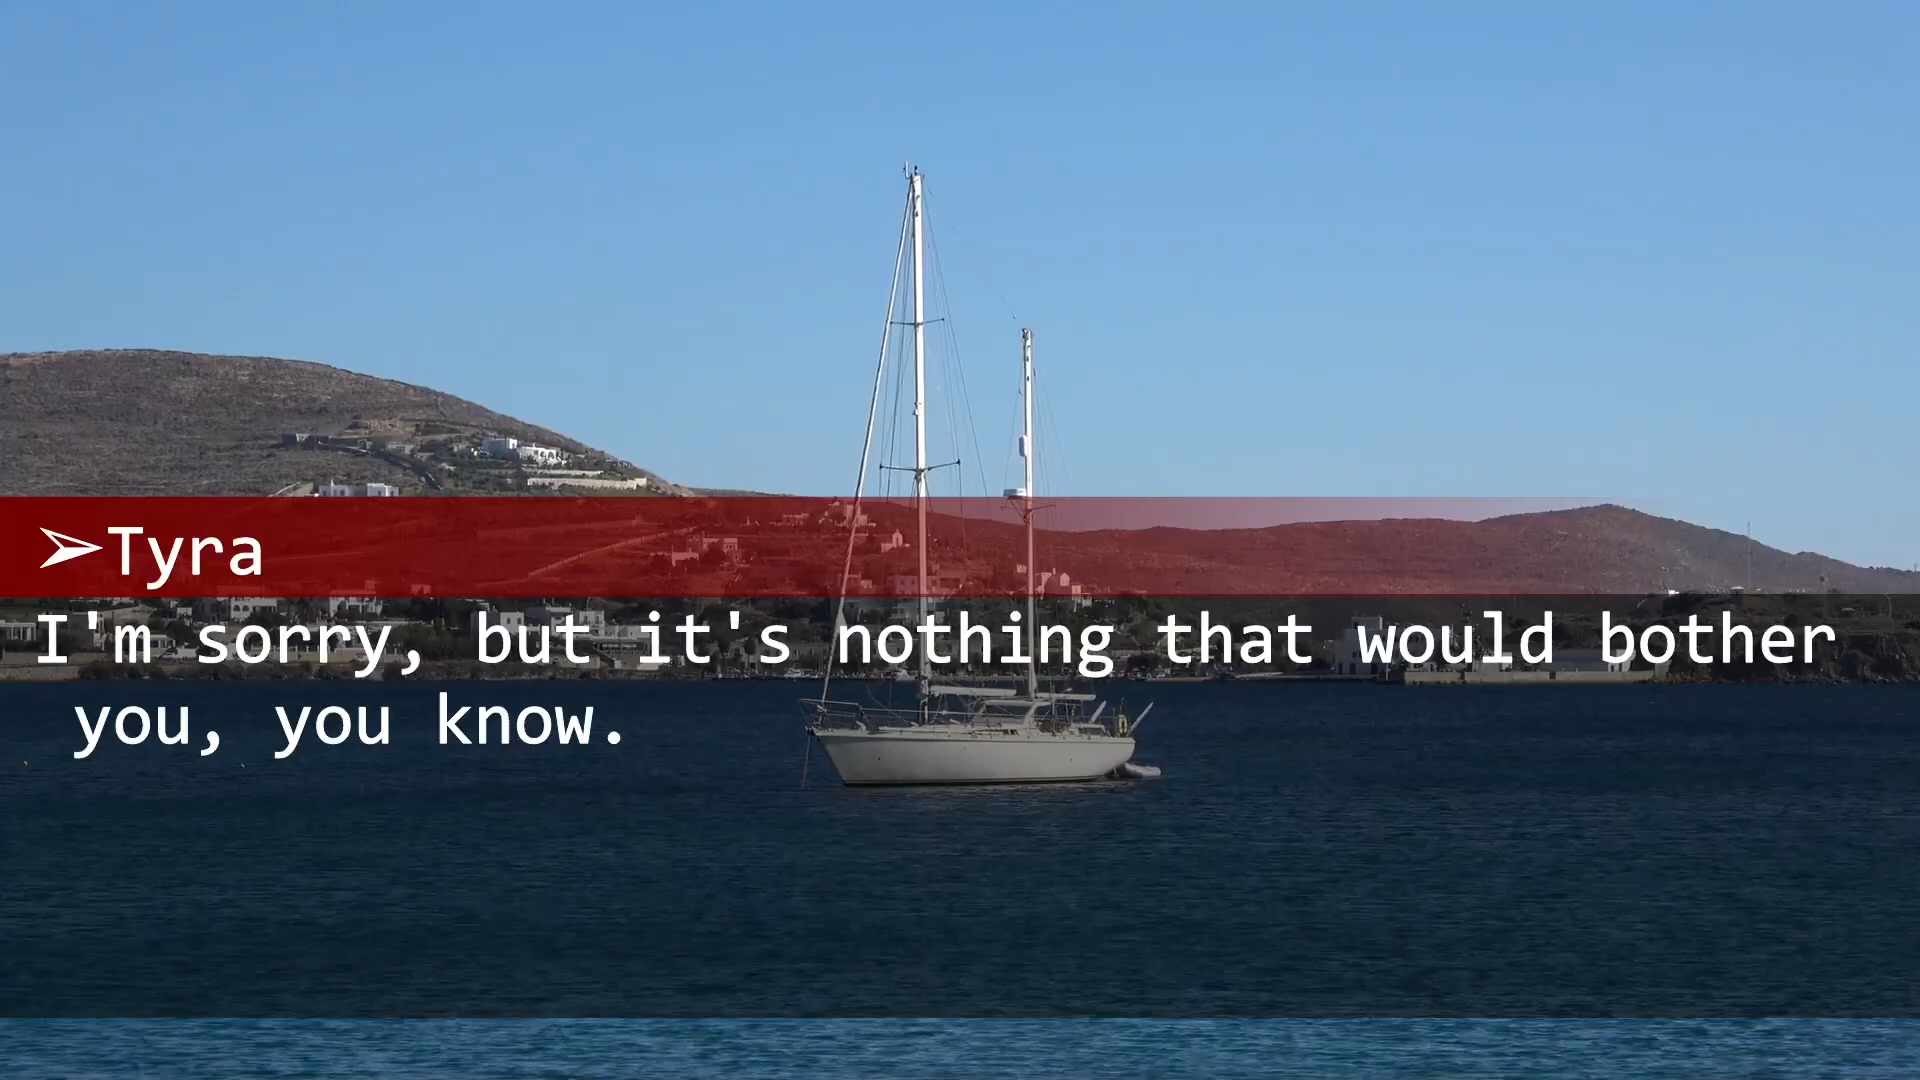 ➢Tyra
I'm sorry, but it's nothing that would bother
you, you know.